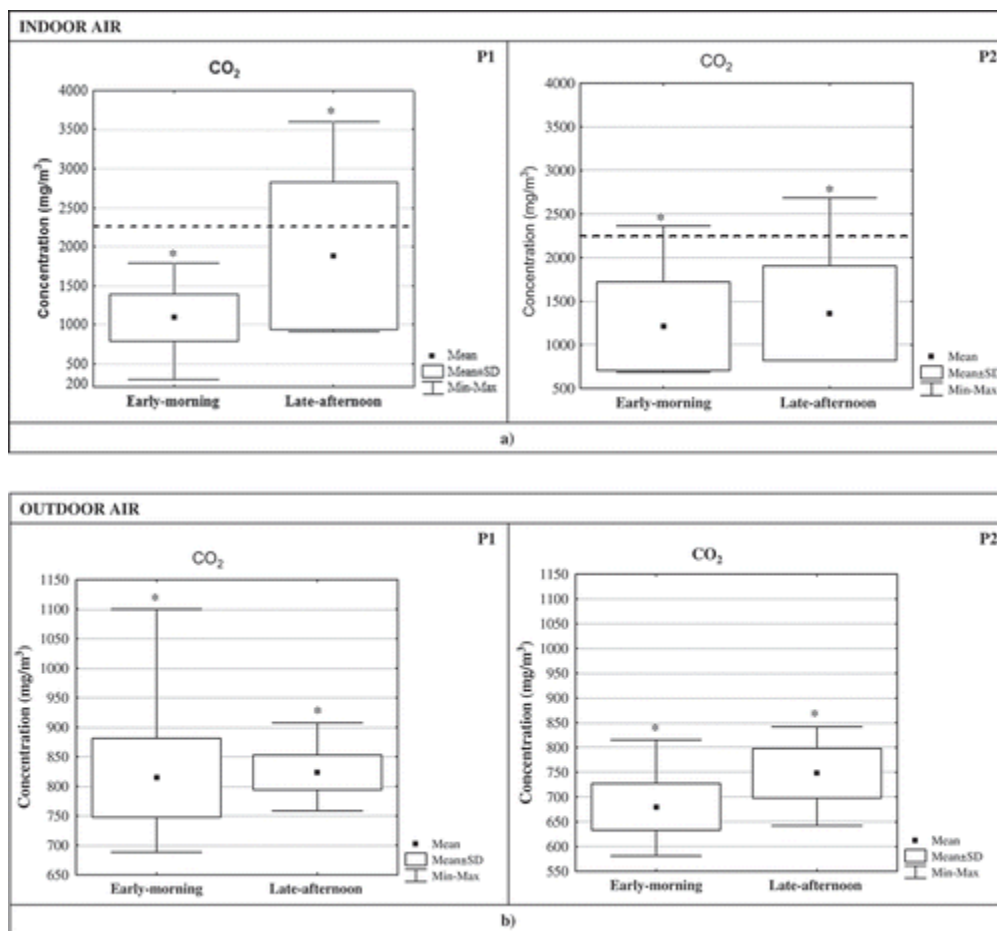 INDOOR AIR
P1
CO₂
Concentration (mg/m³)
4000
3500
3000
2500
2000
1500
1000
500
200
*
*
Early-morning
Late-afternoon
Mean
Mean±SD
Min-Max
P2
CO₂
Concentration (mg/m³)
4000
3500
3000
2500
2000
1500
1000
500
*
*
Early-morning
Late-afternoon
Mean
Mean±SD
Min-Max
a)
OUTDOOR AIR
P1
CO₂
Concentration (mg/m³)
1150
1100
1050
1000
950
900
850
800
750
700
650
*
*
Early-morning
Late-afternoon
Mean
Mean±SD
Min-Max
P2
CO₂
Concentration (mg/m³)
1150
1100
1050
1000
950
900
850
800
750
700
650
600
550
*
*
Early-morning
Late-afternoon
Mean
Mean±SD
Min-Max
b)